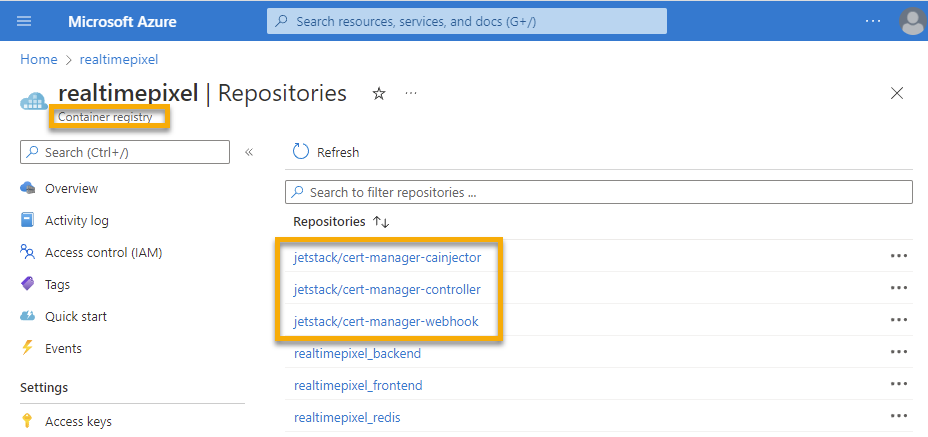 Microsoft Azure
Search resources, services, and docs (G+/)
···
Home > realtimepixel
realtimepixel | Repositories
···
Container registry
Search (Ctrl+/)
«
Refresh
Overview
Search to filter repositories ...
Activity log
Repositories ↑↓
Access control (IAM)
jetstack/cert-manager-cainjector
•••
Tags
jetstack/cert-manager-controller
•••
Quick start
jetstack/cert-manager-webhook
•••
Events
realtimepixel_backend
•••
Settings
realtimepixel_frontend
•••
Access keys
realtimepixel_redis
•••